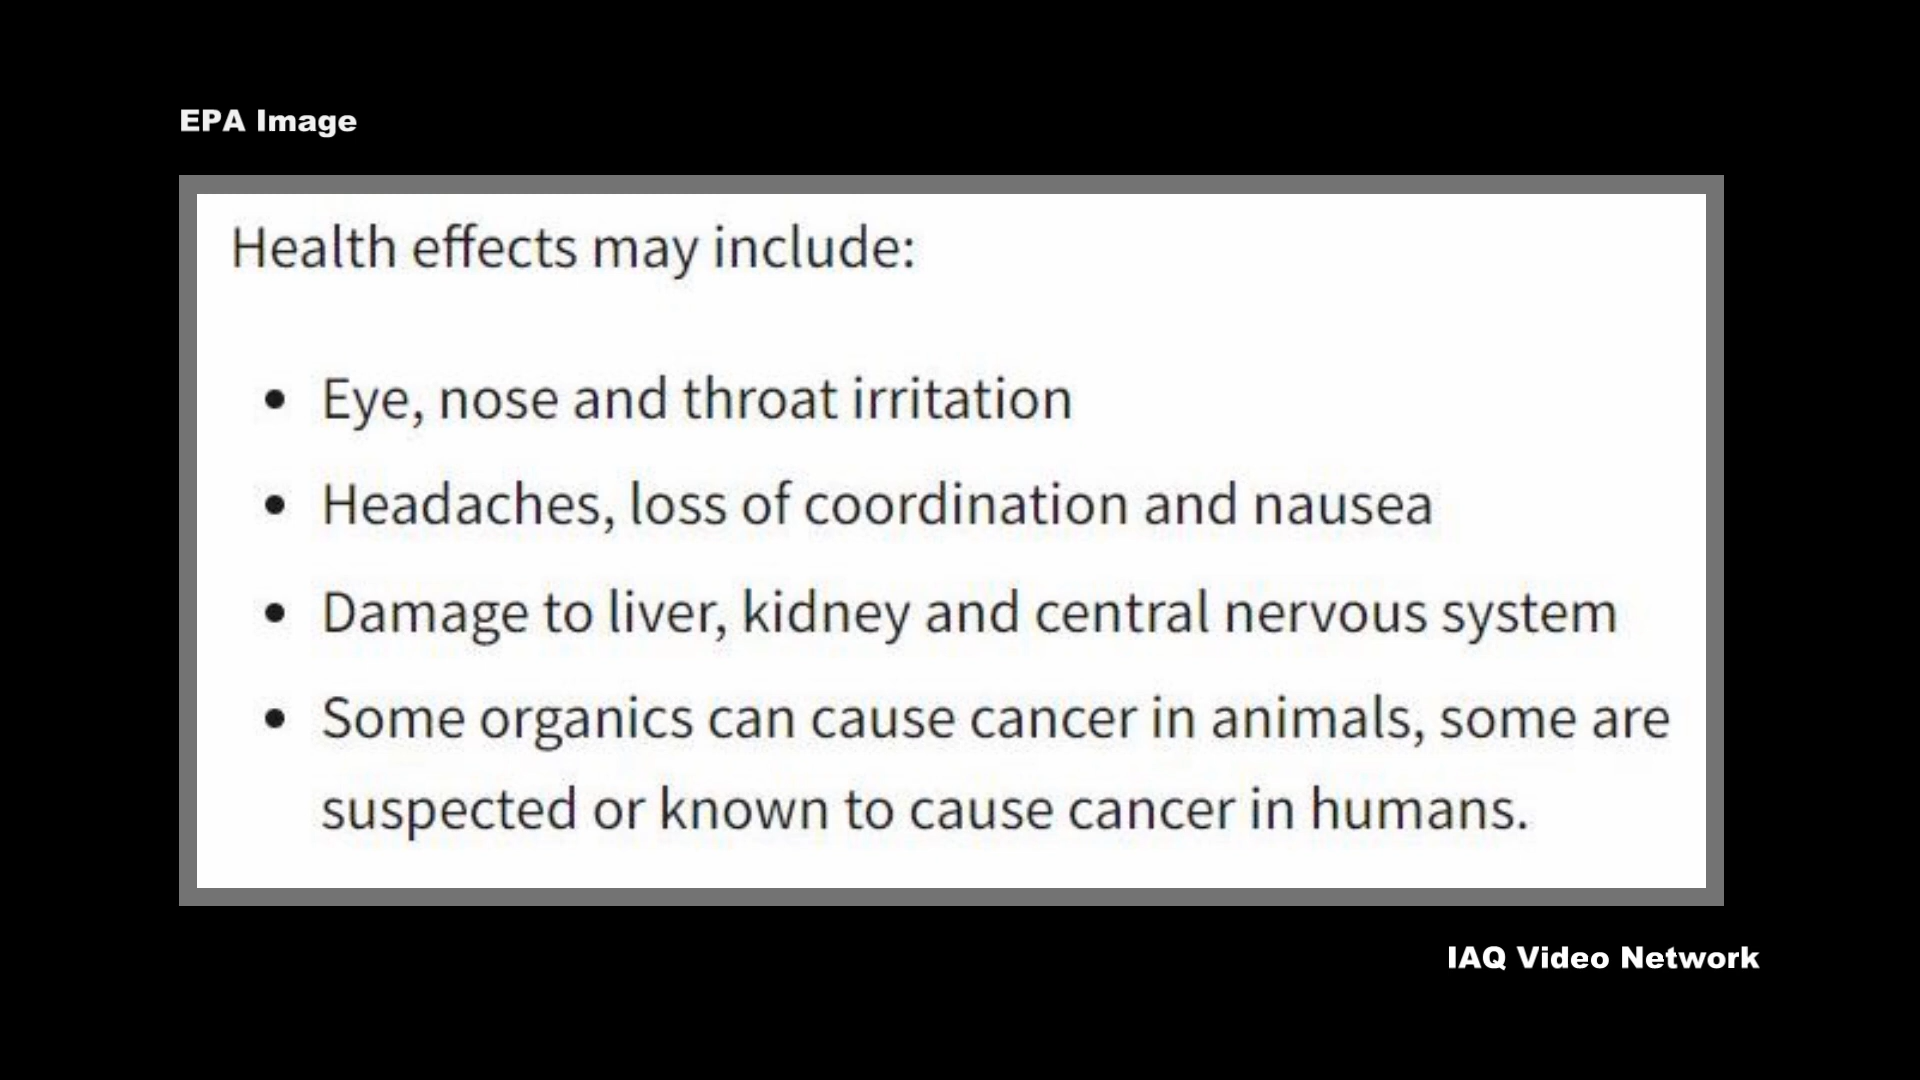 EPA Image
Health effects may include:
• Eye, nose and throat irritation
• Headaches, loss of coordination and nausea
• Damage to liver, kidney and central nervous system
• Some organics can cause cancer in animals, some are
suspected or known to cause cancer in humans.
IAQ Video Network